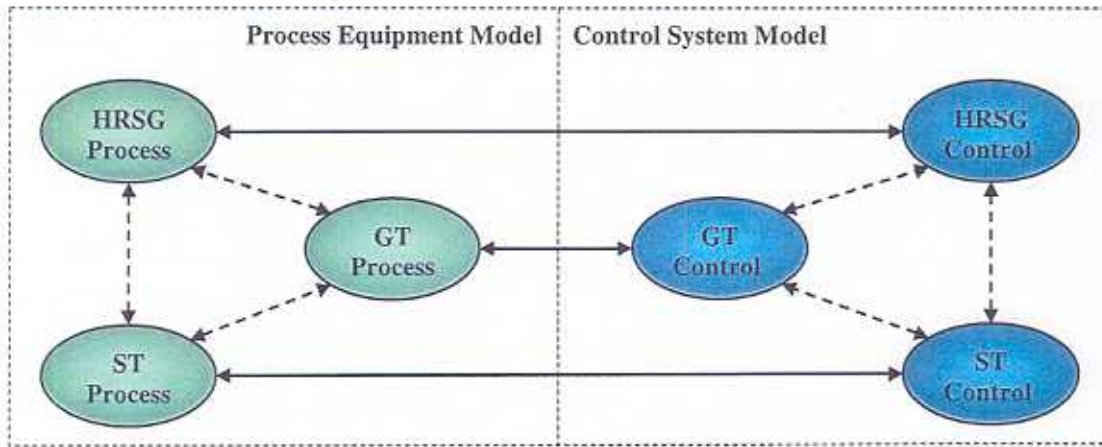 Process Equipment Model
Control System Model
HRSG
Process
HRSG
Control
GT
Process
GT
Control
ST
Process
ST
Control